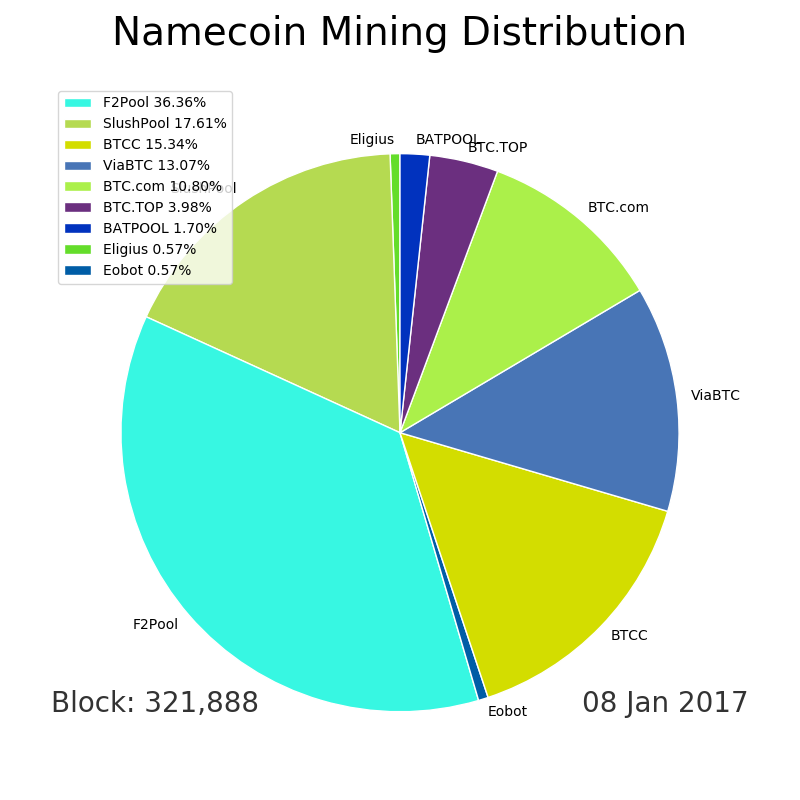 Namecoin Mining Distribution
F2Pool 36.36%
SlushPool 17.61%
BTCC 15.34%
ViaBTC 13.07%
BTC.com 10.80%
BTC.TOP 3.98%
BATPOOL 1.70%
Eligius 0.57%
Eobot 0.57%
Eligius
BATPOOL
BTC.TOP
SlushPool
BTC.com
ViaBTC
F2Pool
BTCC
Eobot
Block: 321,888
08 Jan 2017